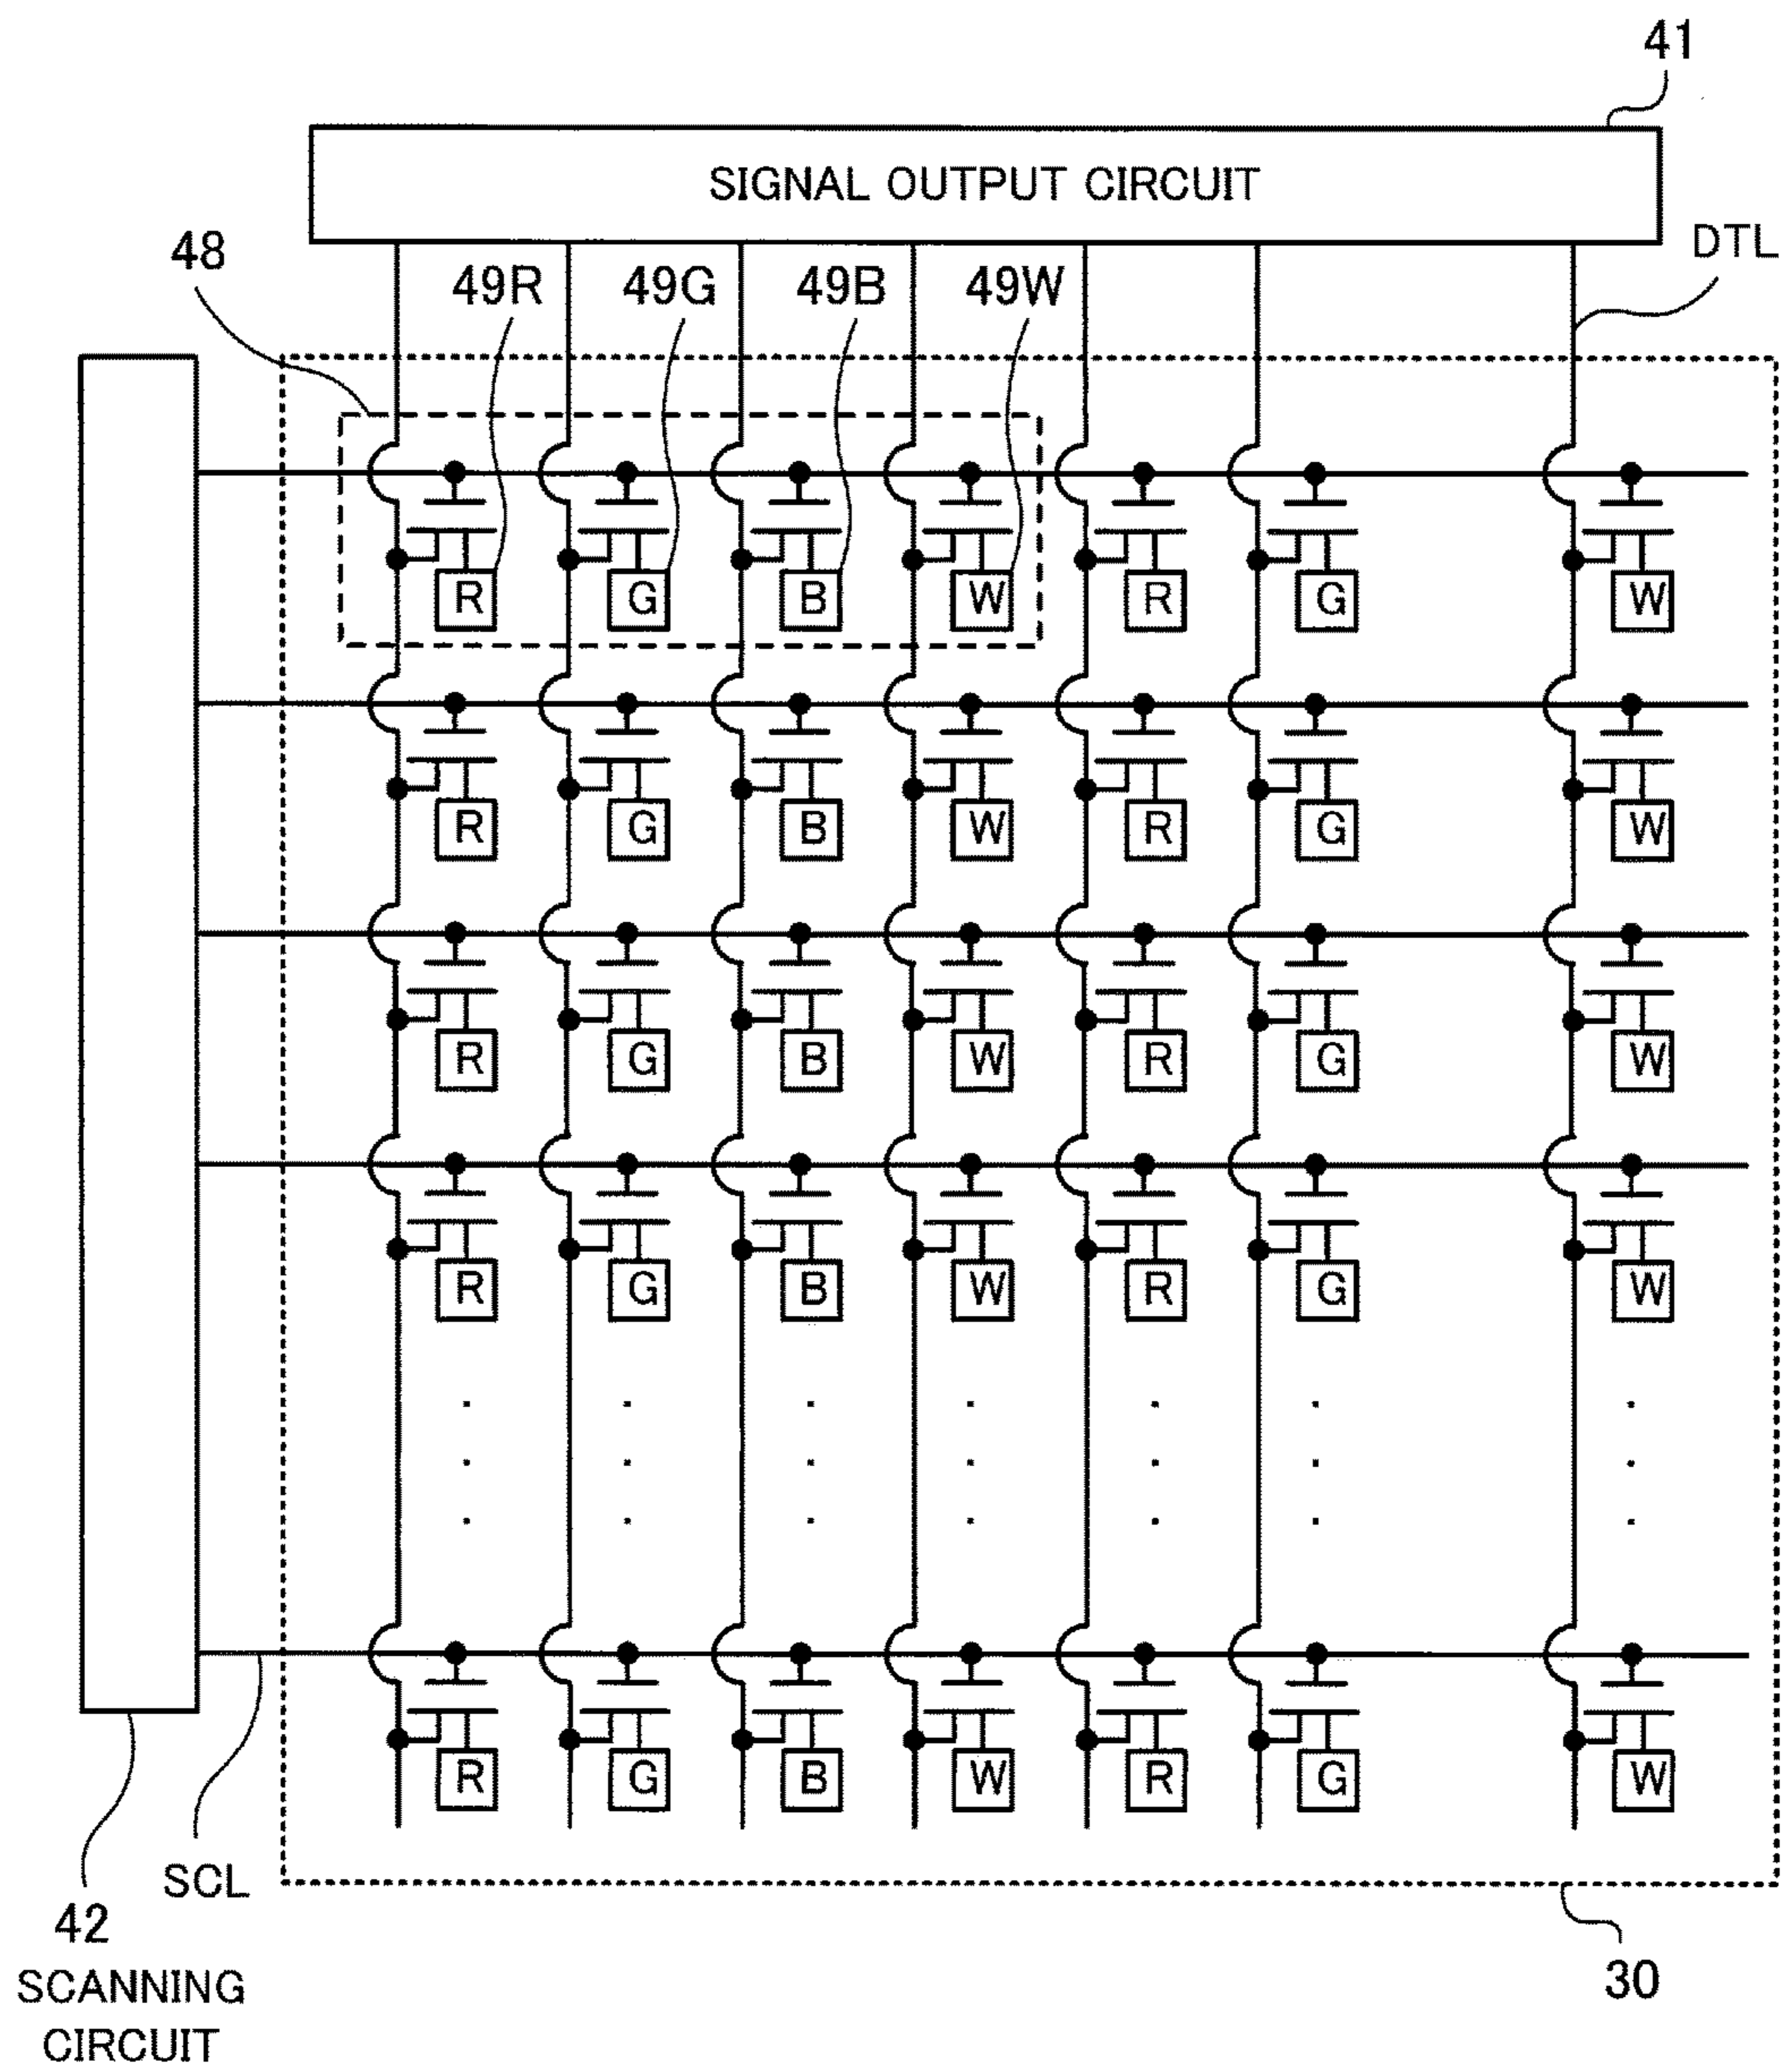 41
SIGNAL OUTPUT CIRCUIT
DTL
48
49R 49G 49B 49W
R G B W R G W
R G B W R G W
R G B W R G W
R G B W R G W
R G B W R G W
SCL
42
SCANNING
CIRCUIT
30